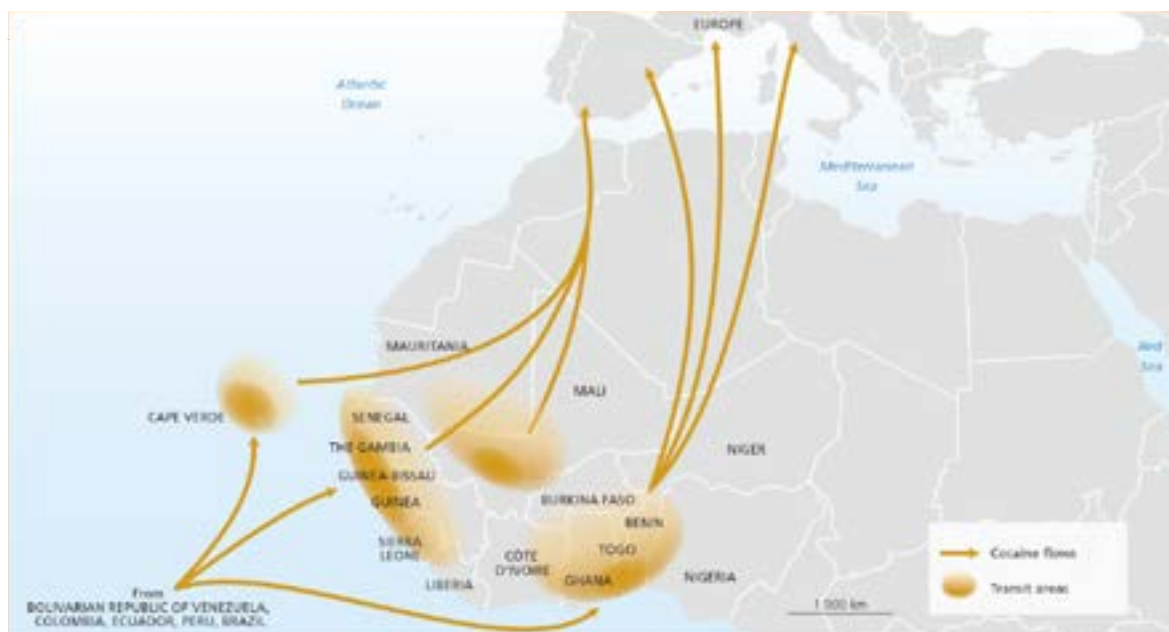 EUROPE
Atlantic
Ocean
Mediterranean
Sea
MAURITANIA
MALI
Red
Sea
CAPE VERDE
SENEGAL
THE GAMBIA
NIGER
GUINEA-BISSAU
GUINEA
BURKINA FASO
BENIN
SIERRA
LEONE
CÔTE
D'IVOIRE
TOGO
GHANA
NIGERIA
LIBERIA
Cocaine flows
Transit areas
1 000 km
From
BOLIVARIAN REPUBLIC OF VENEZUELA,
COLOMBIA, ECUADOR, PERU, BRAZIL